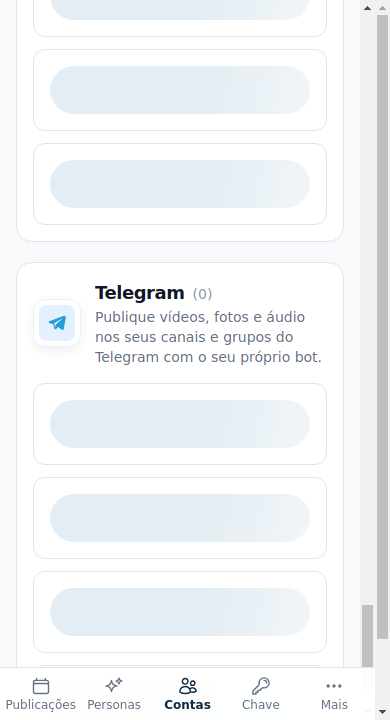 Telegram (0)
Publique vídeos, fotos e áudio
nos seus canais e grupos do
Telegram com o seu próprio bot.
Publicações
Personas
Contas
Chave
Mais